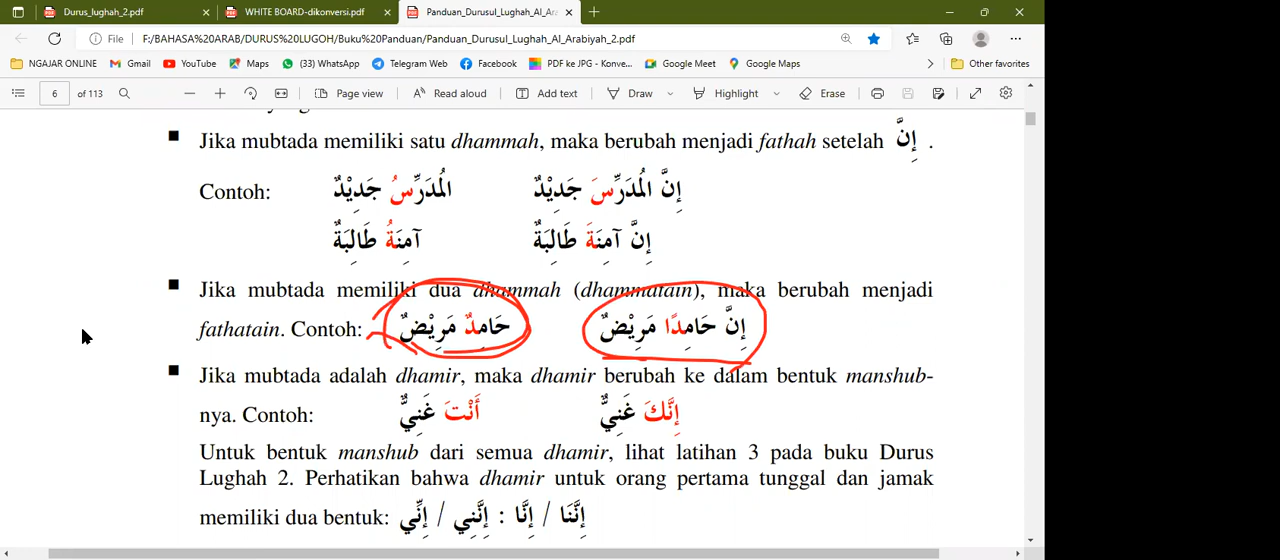 Durus_lughah_2.pdf
WHITE BOARD-dikonversi.pdf
Panduan_Durusul_Lughah_Al_Ara
File F:/BAHASA%20ARAB/DURUS%20LUGOH/Buku%20Panduan/Panduan_Durusul_Lughah_Al_Arabiyah_2.pdf
NGAJAR ONLINE Gmail YouTube Maps (33) WhatsApp Telegram Web Facebook PDF ke JPG - Konve... Google Meet Google Maps Other favorites
6 of 113 Page view Read aloud Add text Draw Highlight Erase
Jika mubtada memiliki satu dhammah, maka berubah menjadi fathah setelah إِنَّ .
Contoh: المُدَرِّسُ جَدِيْدٌ إِنَّ المُدَرِّسَ جَدِيْدٌ
آمِنَةُ طَالِبَةٌ إِنَّ آمِنَةَ طَالِبَةٌ
Jika mubtada memiliki dua dhammah (dhammatain), maka berubah menjadi
fathatain. Contoh: حَامِدٌ مَرِيْضٌ إِنَّ حَامِدًا مَرِيْضٌ
Jika mubtada adalah dhamir, maka dhamir berubah ke dalam bentuk manshub-
nya. Contoh: أَنْتَ غَنِيٌّ إِنَّكَ غَنِيٌّ
Untuk bentuk manshub dari semua dhamir, lihat latihan 3 pada buku Durus
Lughah 2. Perhatikan bahwa dhamir untuk orang pertama tunggal dan jamak
memiliki dua bentuk: إِنَّنَا / إِنَّا : إِنَّنِي / إِنِّي